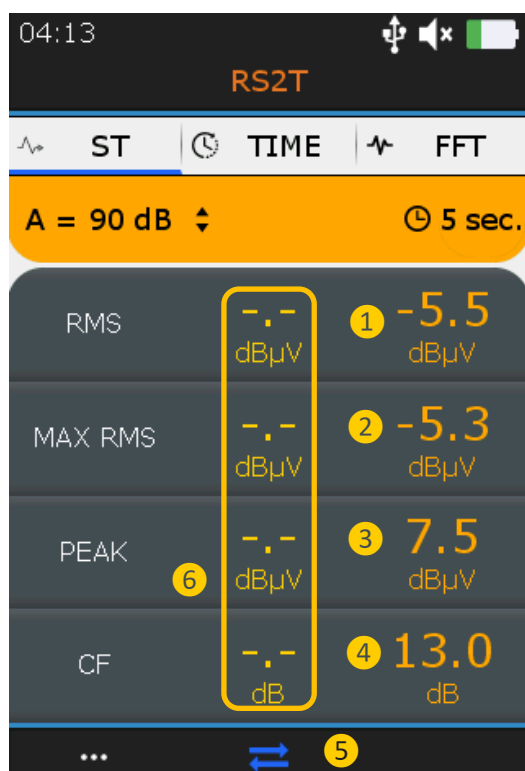 04:13
RS2T
ST TIME FFT
A = 90 dB 5 sec.
RMS -.- dBµV 1 -5.5 dBµV
MAX RMS -.- dBµV 2 -5.3 dBµV
PEAK 6 -.- dBµV 3 7.5 dBµV
CF -.- dB 4 13.0 dB
... 5